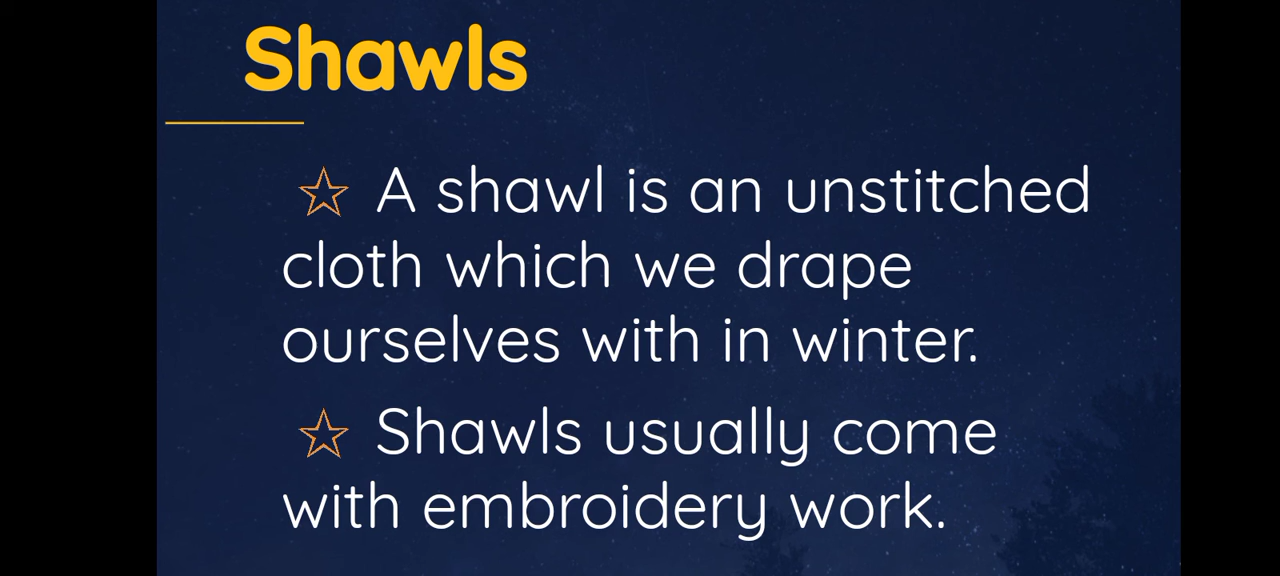 Shawls
A shawl is an unstitched
cloth which we drape
ourselves with in winter.
Shawls usually come
with embroidery work.